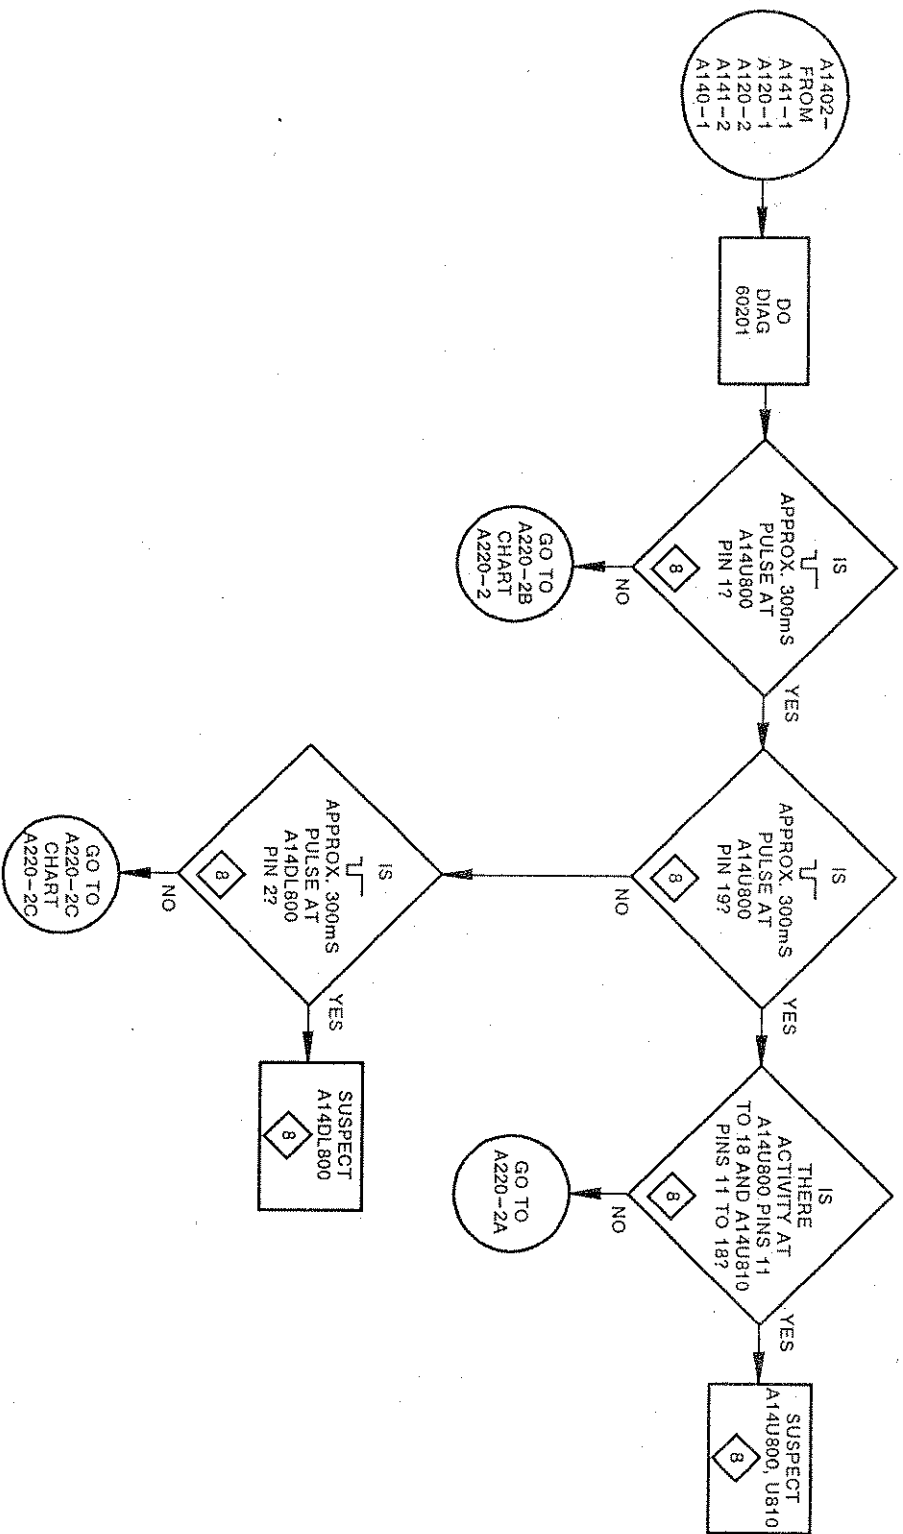 A1402-
FROM
A141-1
A120-1
A120-2
A141-2
A140-1
DO
DIAG
60201
IS
APPROX. 300mS
PULSE AT
A14U800
PIN 1?
8
NO
GO TO
A220-2B
CHART
A220-2
YES
IS
APPROX. 300mS
PULSE AT
A14U800
PIN 19?
8
NO
IS
APPROX. 300mS
PULSE AT
A14DL800
PIN 2?
8
NO
GO TO
A220-2C
CHART
A220-2C
YES
SUSPECT
A14DL800
8
YES
IS
THERE
ACTIVITY AT
A14U800 PINS 11
TO 18 AND A14U810
PINS 11 TO 18?
8
NO
GO TO
A220-2A
YES
SUSPECT
A14U800, U810
8